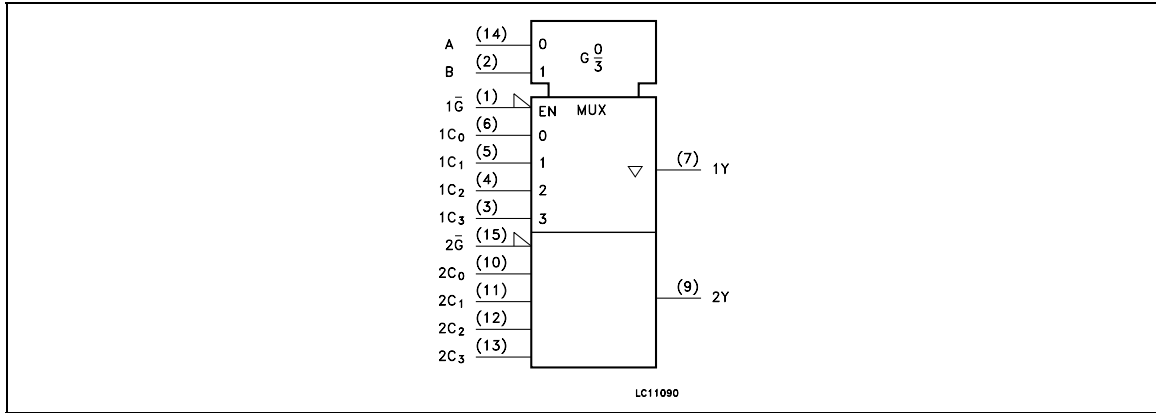 A (14) 0 G 0/3
B (2) 1
1G̅ (1) EN MUX
1C₀ (6) 0
1C₁ (5) 1 (7) 1Y
1C₂ (4) 2
1C₃ (3) 3
2G̅ (15)
2C₀ (10)
2C₁ (11) (9) 2Y
2C₂ (12)
2C₃ (13)
LC11090